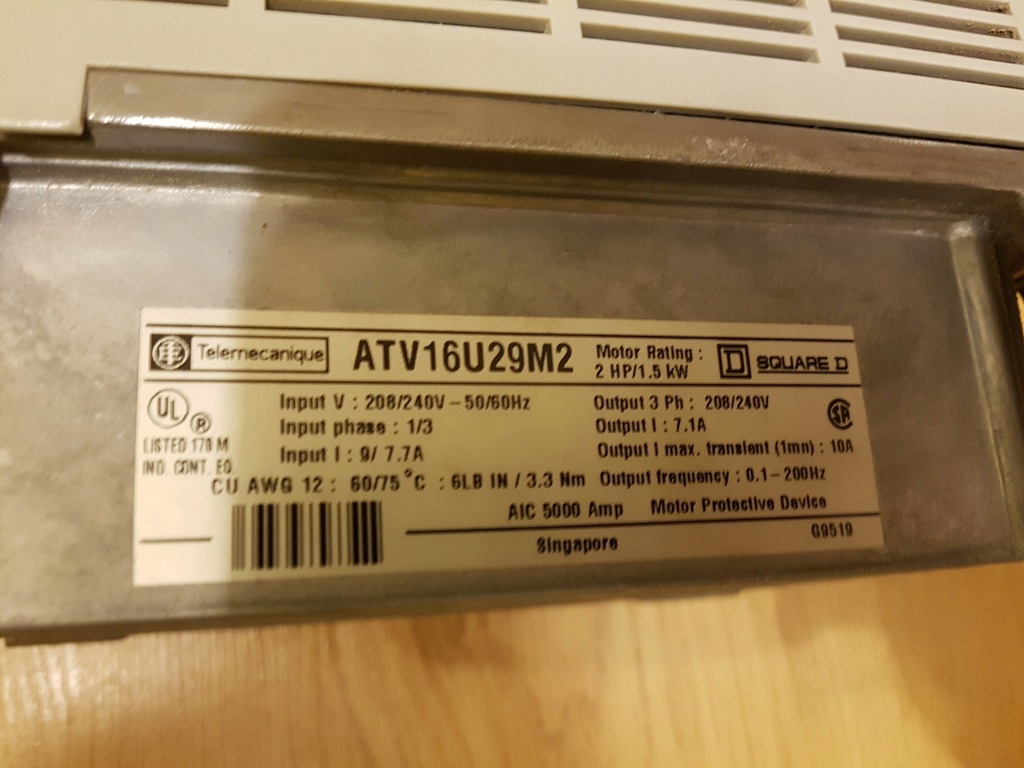 Telemecanique ATV16U29M2 Motor Rating : 2 HP/1.5 kW D SQUARE D
UL ® LISTED 178 M IND. CONT. EQ.
Input V : 208/240V – 50/60Hz Output 3 Ph : 208/240V SA
Input phase : 1/3 Output I : 7.1A
Input I : 9/ 7.7A Output I max. transient (1mn) : 10A
CU AWG 12 : 60/75°C : 6LB IN / 3.3 Nm Output frequency : 0.1– 200Hz
AIC 5000 Amp Motor Protective Device
Singapore G9519